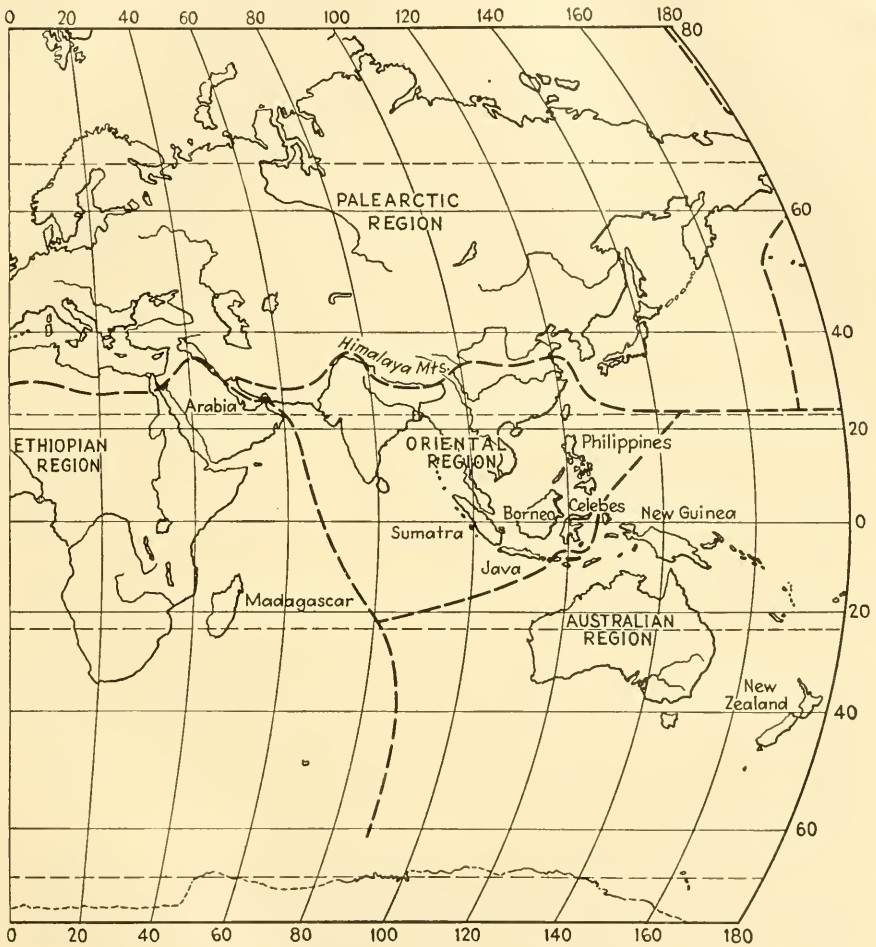 0 20 40 60 80 100 120 140 160 180
80
PALEARCTIC
REGION
60
40
Himalaya Mts.
Arabia
20
ETHIOPIAN
REGION
ORIENTAL
REGION
Philippines
Borneo
Celebes
New Guinea
0
Sumatra
Java
Madagascar
20
AUSTRALIAN
REGION
New
Zealand
40
60
0 20 40 60 80 100 120 140 160 180